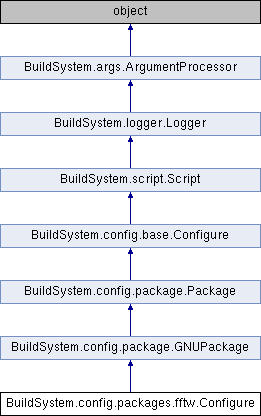 object
BuildSystem.args.ArgumentProcessor
BuildSystem.logger.Logger
BuildSystem.script.Script
BuildSystem.config.base.Configure
BuildSystem.config.package.Package
BuildSystem.config.package.GNUPackage
BuildSystem.config.packages.fftw.Configure